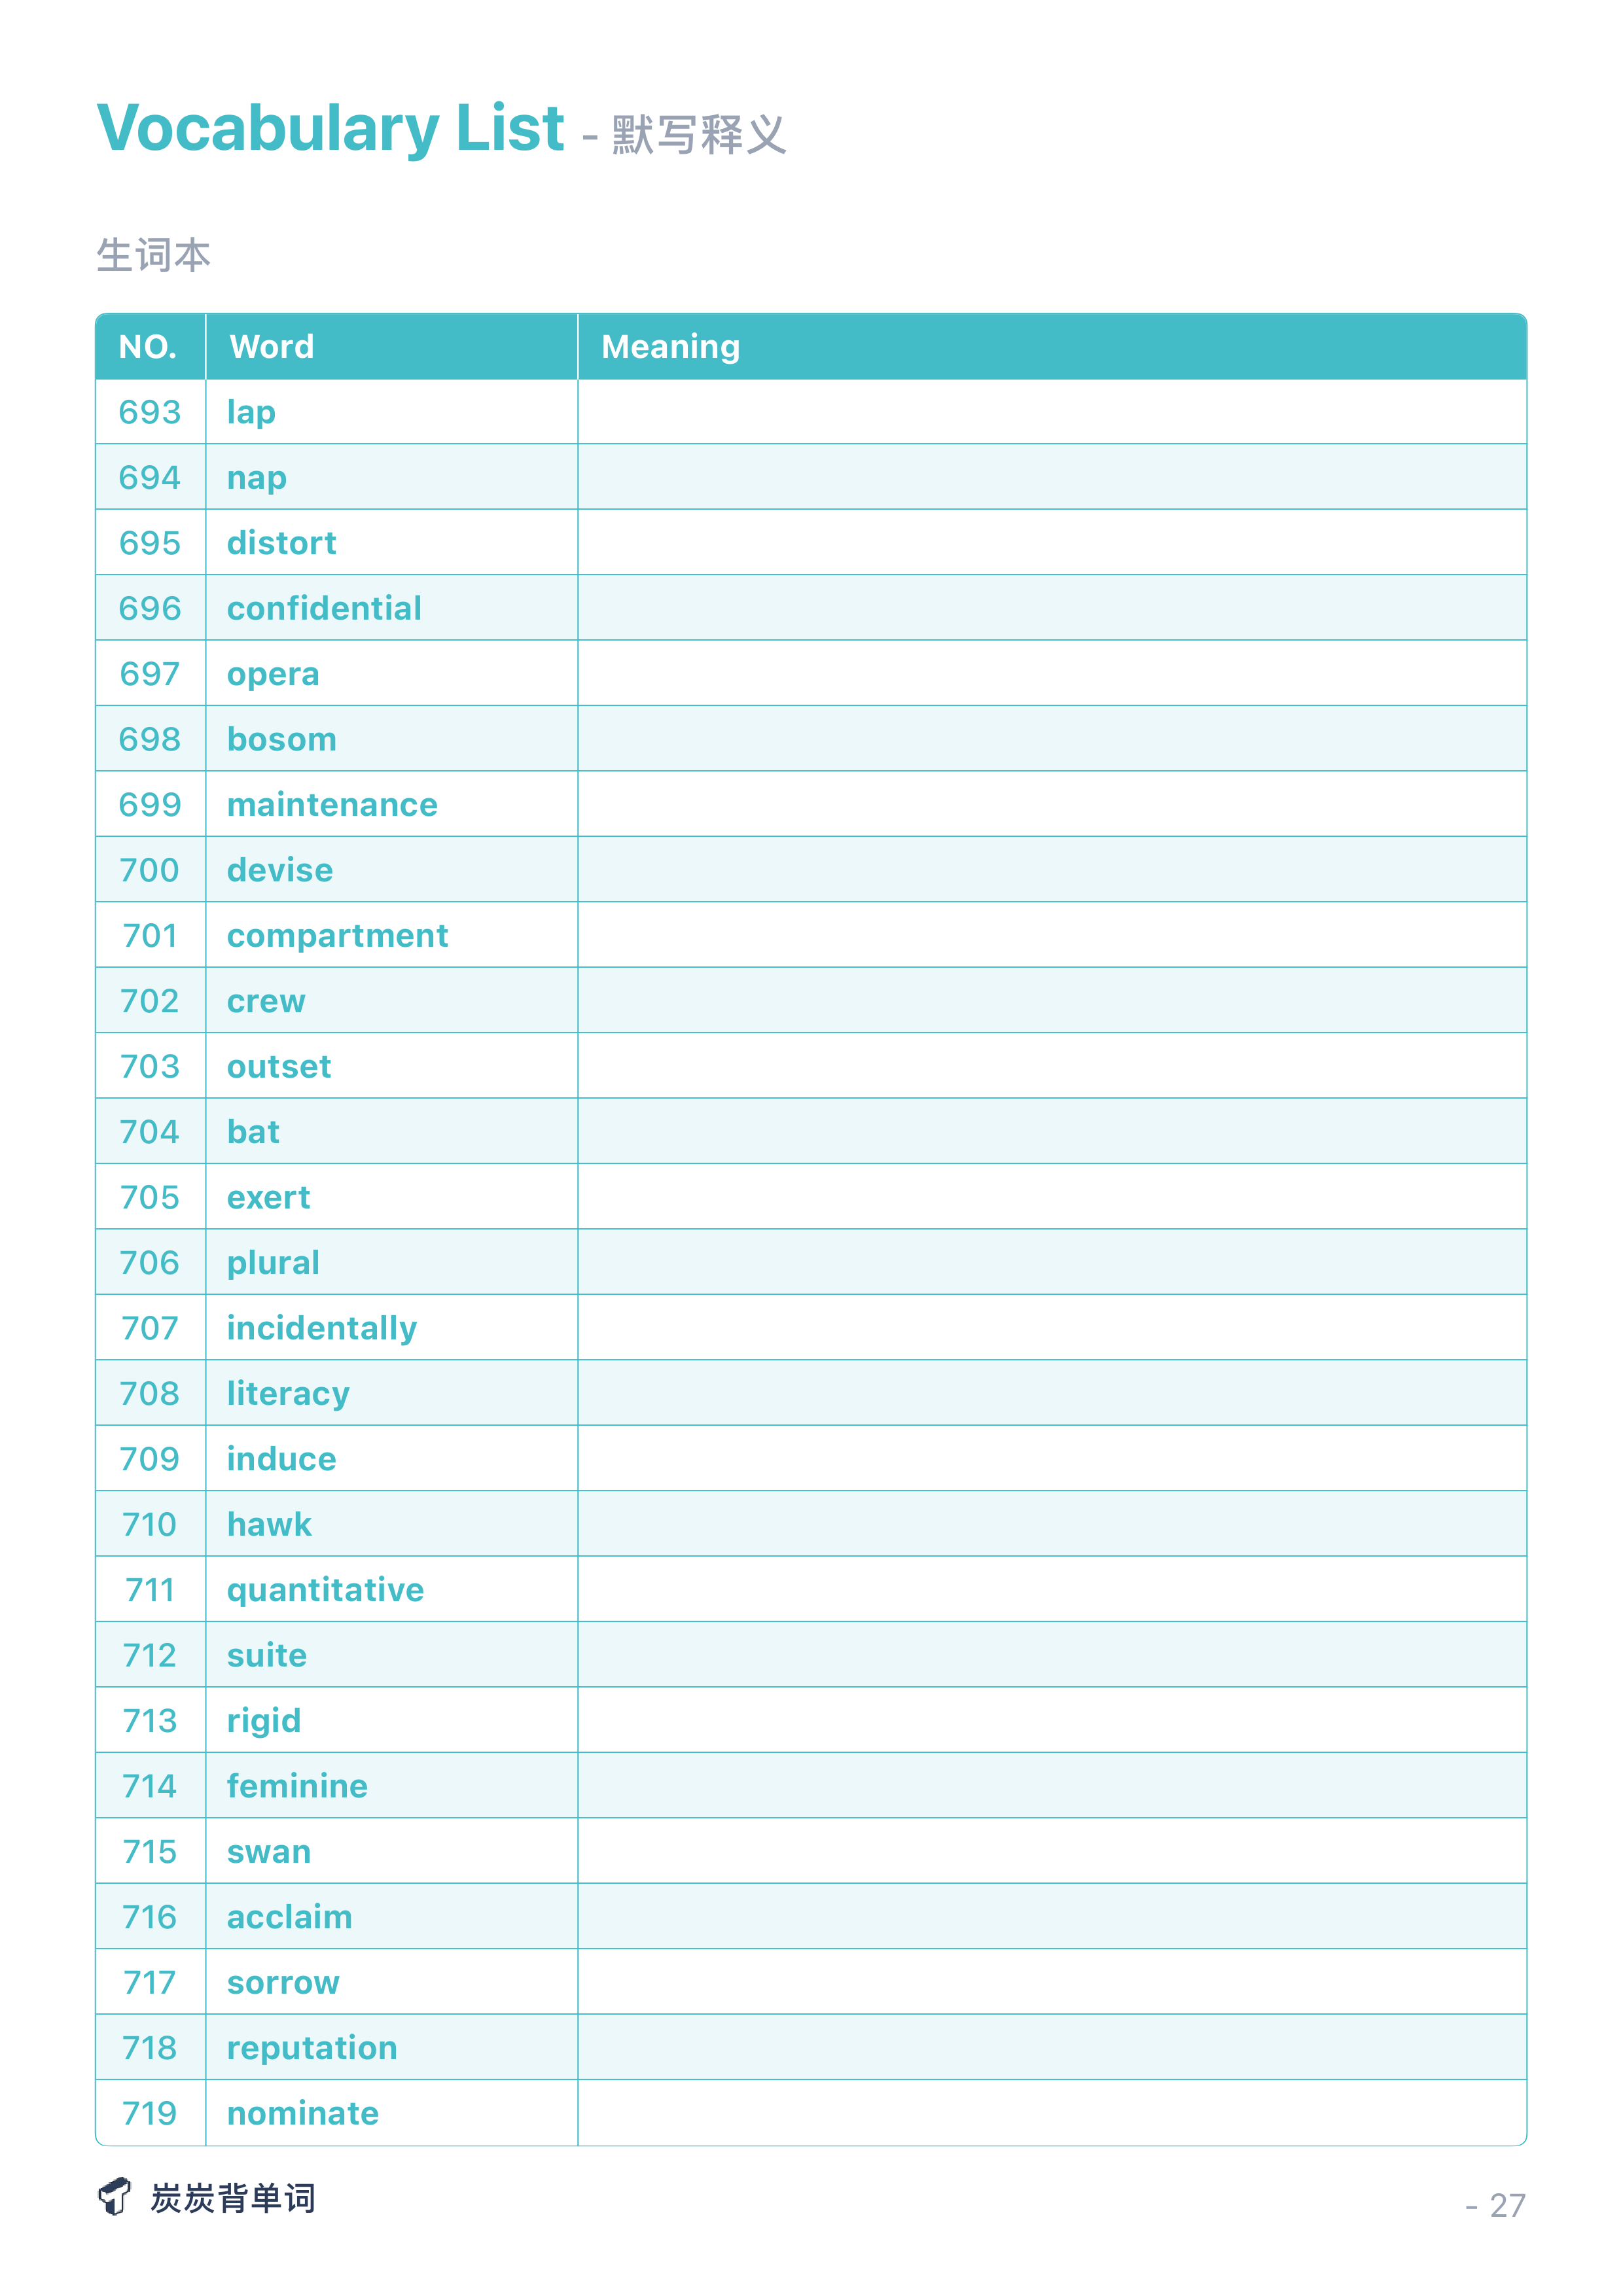 Vocabulary List - 默写释义
生词本
NO. Word Meaning
693 lap
694 nap
695 distort
696 confidential
697 opera
698 bosom
699 maintenance
700 devise
701 compartment
702 crew
703 outset
704 bat
705 exert
706 plural
707 incidentally
708 literacy
709 induce
710 hawk
711 quantitative
712 suite
713 rigid
714 feminine
715 swan
716 acclaim
717 sorrow
718 reputation
719 nominate
炭炭背单词
- 27